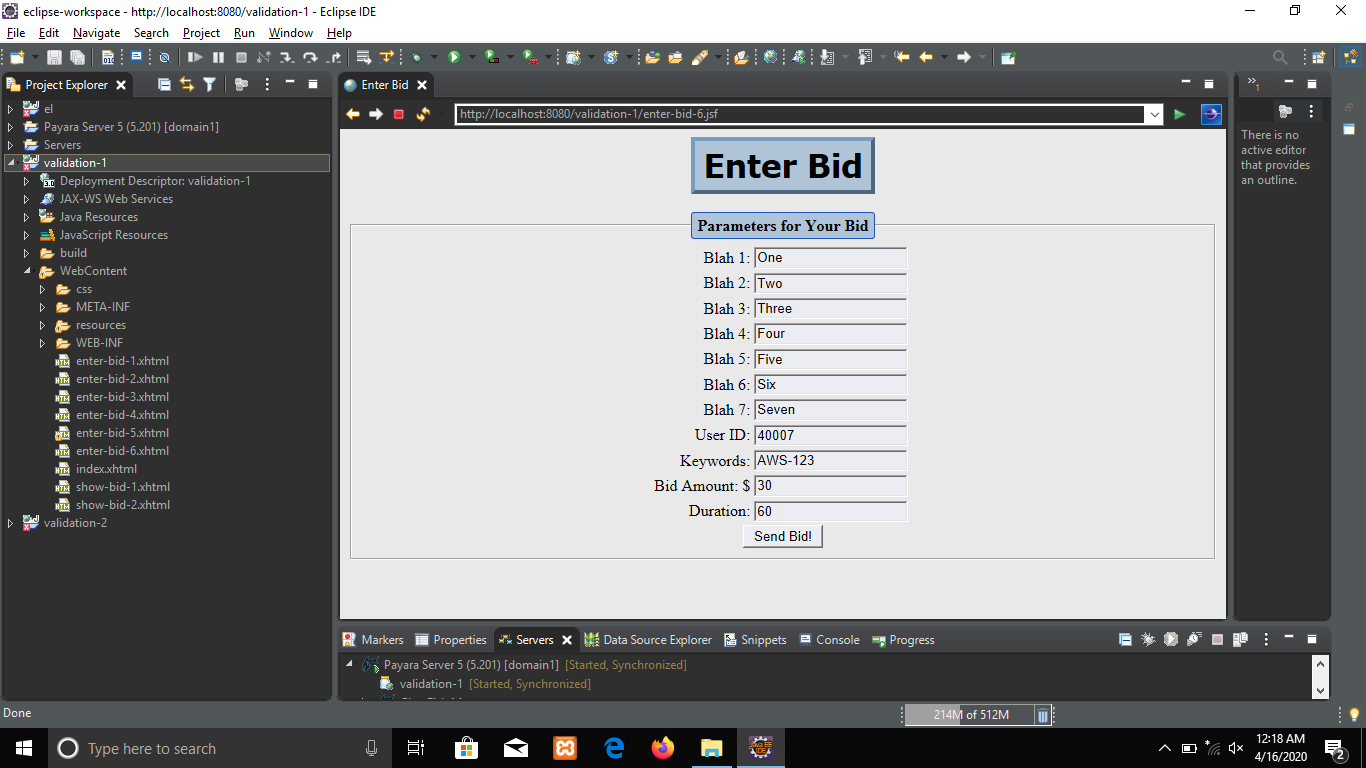 eclipse-workspace - http://localhost:8080/validation-1 - Eclipse IDE
File Edit Navigate Search Project Run Window Help
Project Explorer
el
Payara Server 5 (5.201) [domain1]
Servers
validation-1
Deployment Descriptor: validation-1
JAX-WS Web Services
Java Resources
JavaScript Resources
build
WebContent
css
META-INF
resources
WEB-INF
enter-bid-1.xhtml
enter-bid-2.xhtml
enter-bid-3.xhtml
enter-bid-4.xhtml
enter-bid-5.xhtml
enter-bid-6.xhtml
index.xhtml
show-bid-1.xhtml
show-bid-2.xhtml
validation-2
Enter Bid
http://localhost:8080/validation-1/enter-bid-6.jsf
Enter Bid
Parameters for Your Bid
Blah 1: One
Blah 2: Two
Blah 3: Three
Blah 4: Four
Blah 5: Five
Blah 6: Six
Blah 7: Seven
User ID: 40007
Keywords: AWS-123
Bid Amount: $ 30
Duration: 60
Send Bid!
»1
There is no
active editor
that provides
an outline.
Markers Properties Servers Data Source Explorer Snippets Console Progress
Payara Server 5 (5.201) [domain1] [Started, Synchronized]
validation-1 [Started, Synchronized]
Done
214M of 512M
Type here to search
12:18 AM
4/16/2020
2